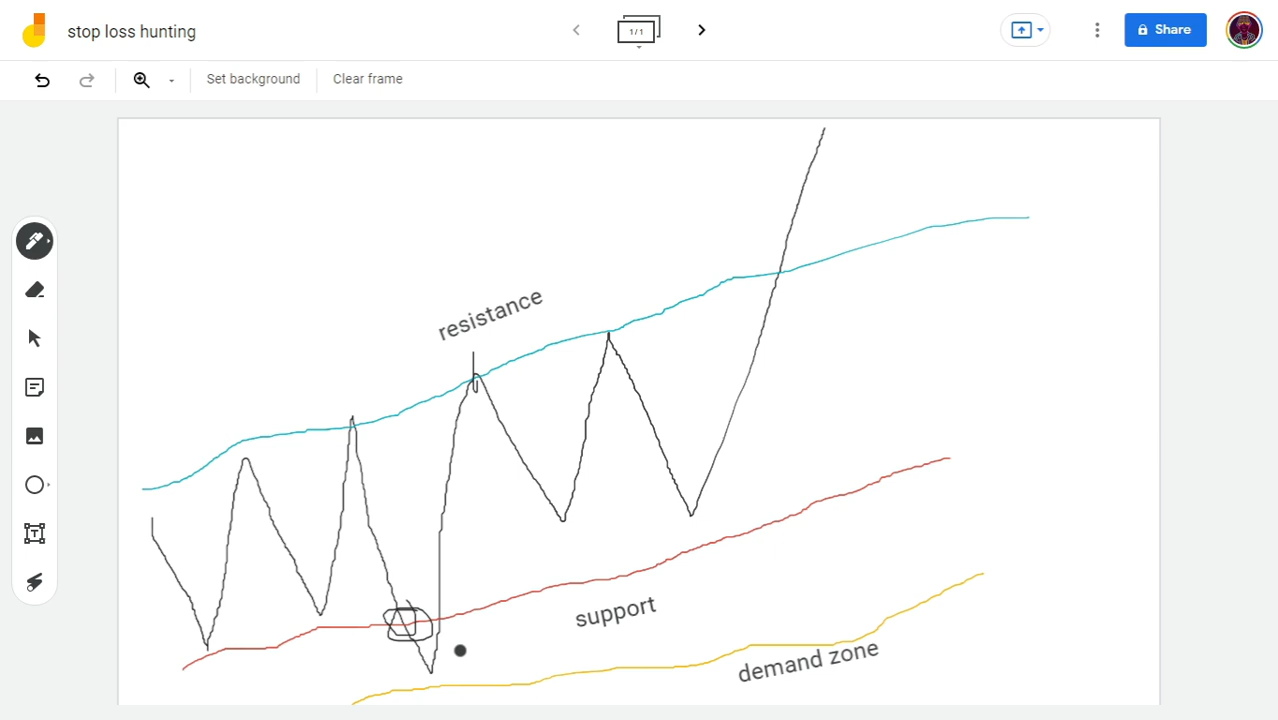 stop loss hunting
1/1
Share
Set background
Clear frame
resistance
support
demand zone